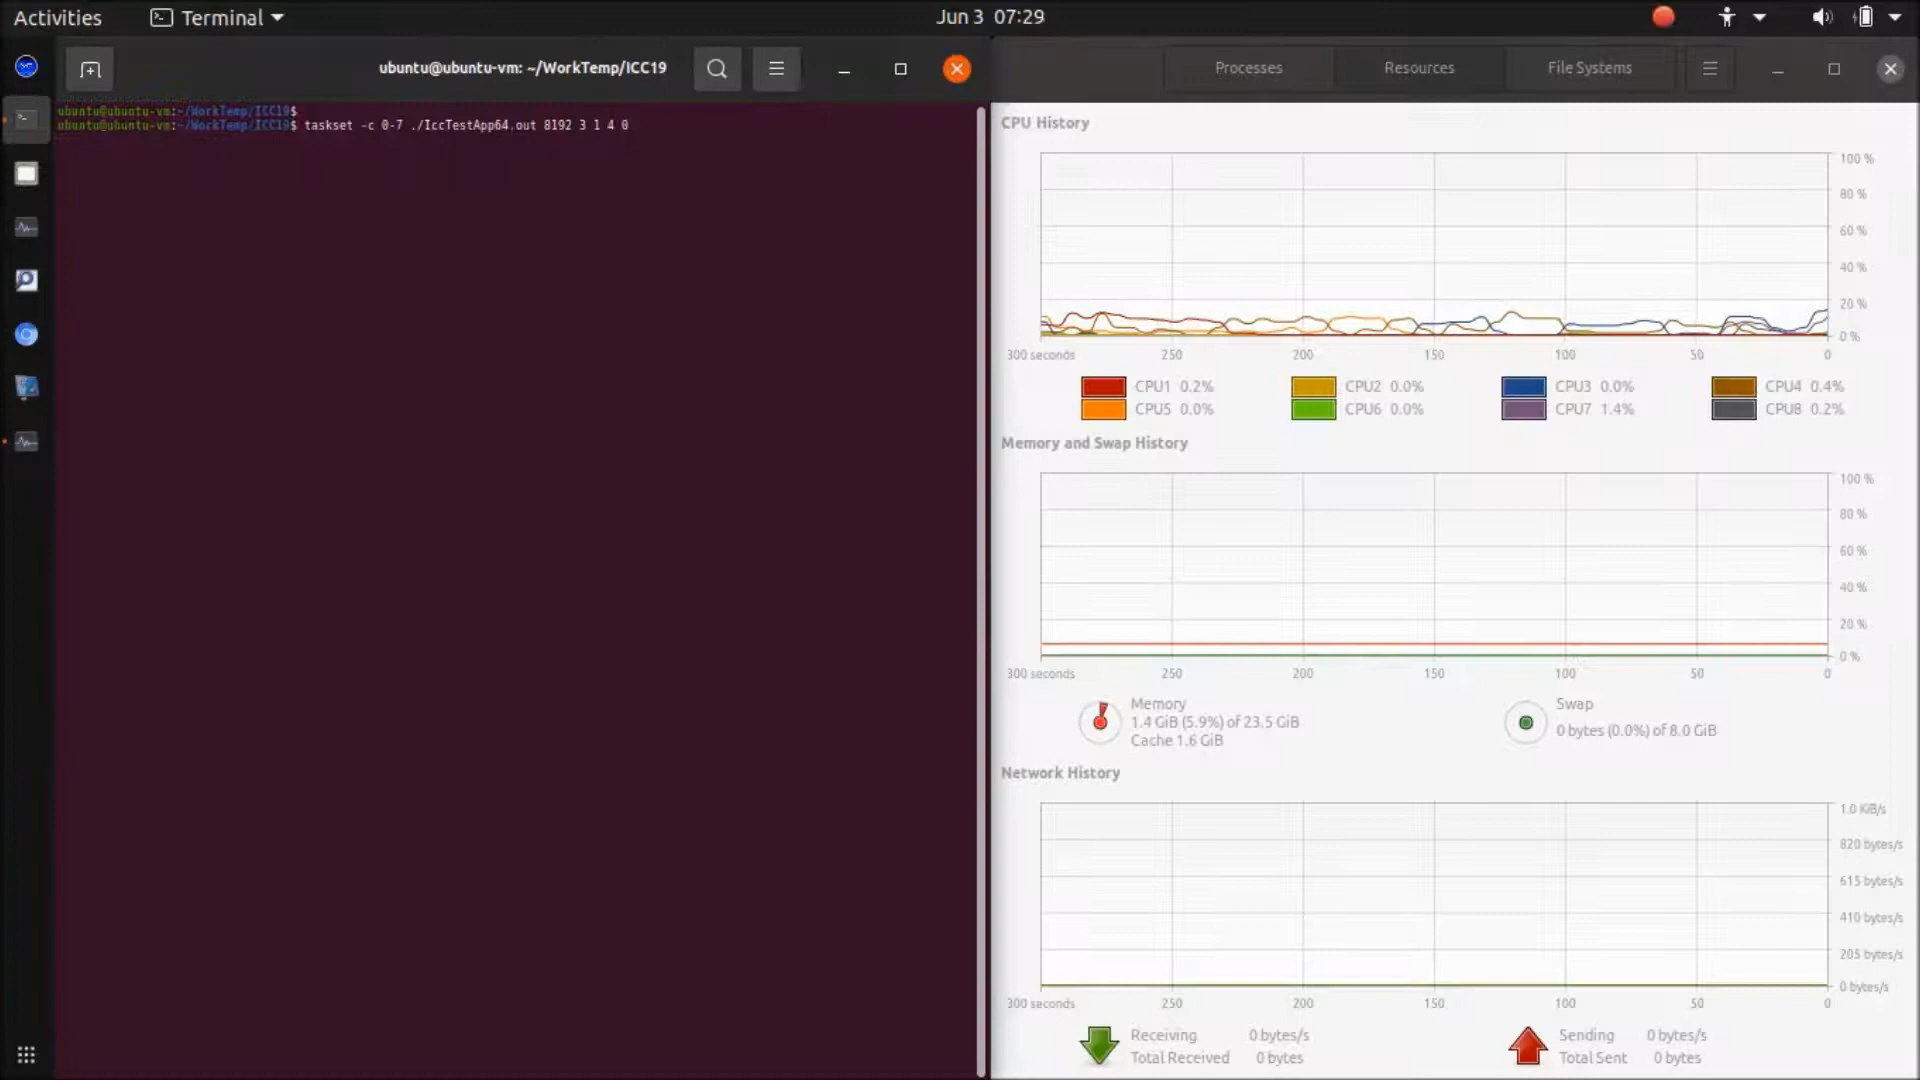 Activities
Terminal
Jun 3 07:29
ubuntu@ubuntu-vm: ~/WorkTemp/ICC19
Processes
Resources
File Systems
ubuntu@ubuntu-vm:~/WorkTemp/ICC19$
ubuntu@ubuntu-vm:~/WorkTemp/ICC19$ taskset -c 0-7 ./IccTestApp64.out 8192 3 1 4 0
CPU History
100 %
80 %
60 %
40 %
20 %
0 %
300 seconds 250 200 150 100 50 0
CPU1 0.2% CPU2 0.0% CPU3 0.0% CPU4 0.4%
CPU5 0.0% CPU6 0.0% CPU7 1.4% CPU8 0.2%
Memory and Swap History
100 %
80 %
60 %
40 %
20 %
0 %
300 seconds 250 200 150 100 50 0
Memory
1.4 GiB (5.9%) of 23.5 GiB
Cache 1.6 GiB
Swap
0 bytes (0.0%) of 8.0 GiB
Network History
1.0 KiB/s
820 bytes/s
615 bytes/s
410 bytes/s
205 bytes/s
0 bytes/s
300 seconds 250 200 150 100 50 0
Receiving 0 bytes/s
Total Received 0 bytes
Sending 0 bytes/s
Total Sent 0 bytes